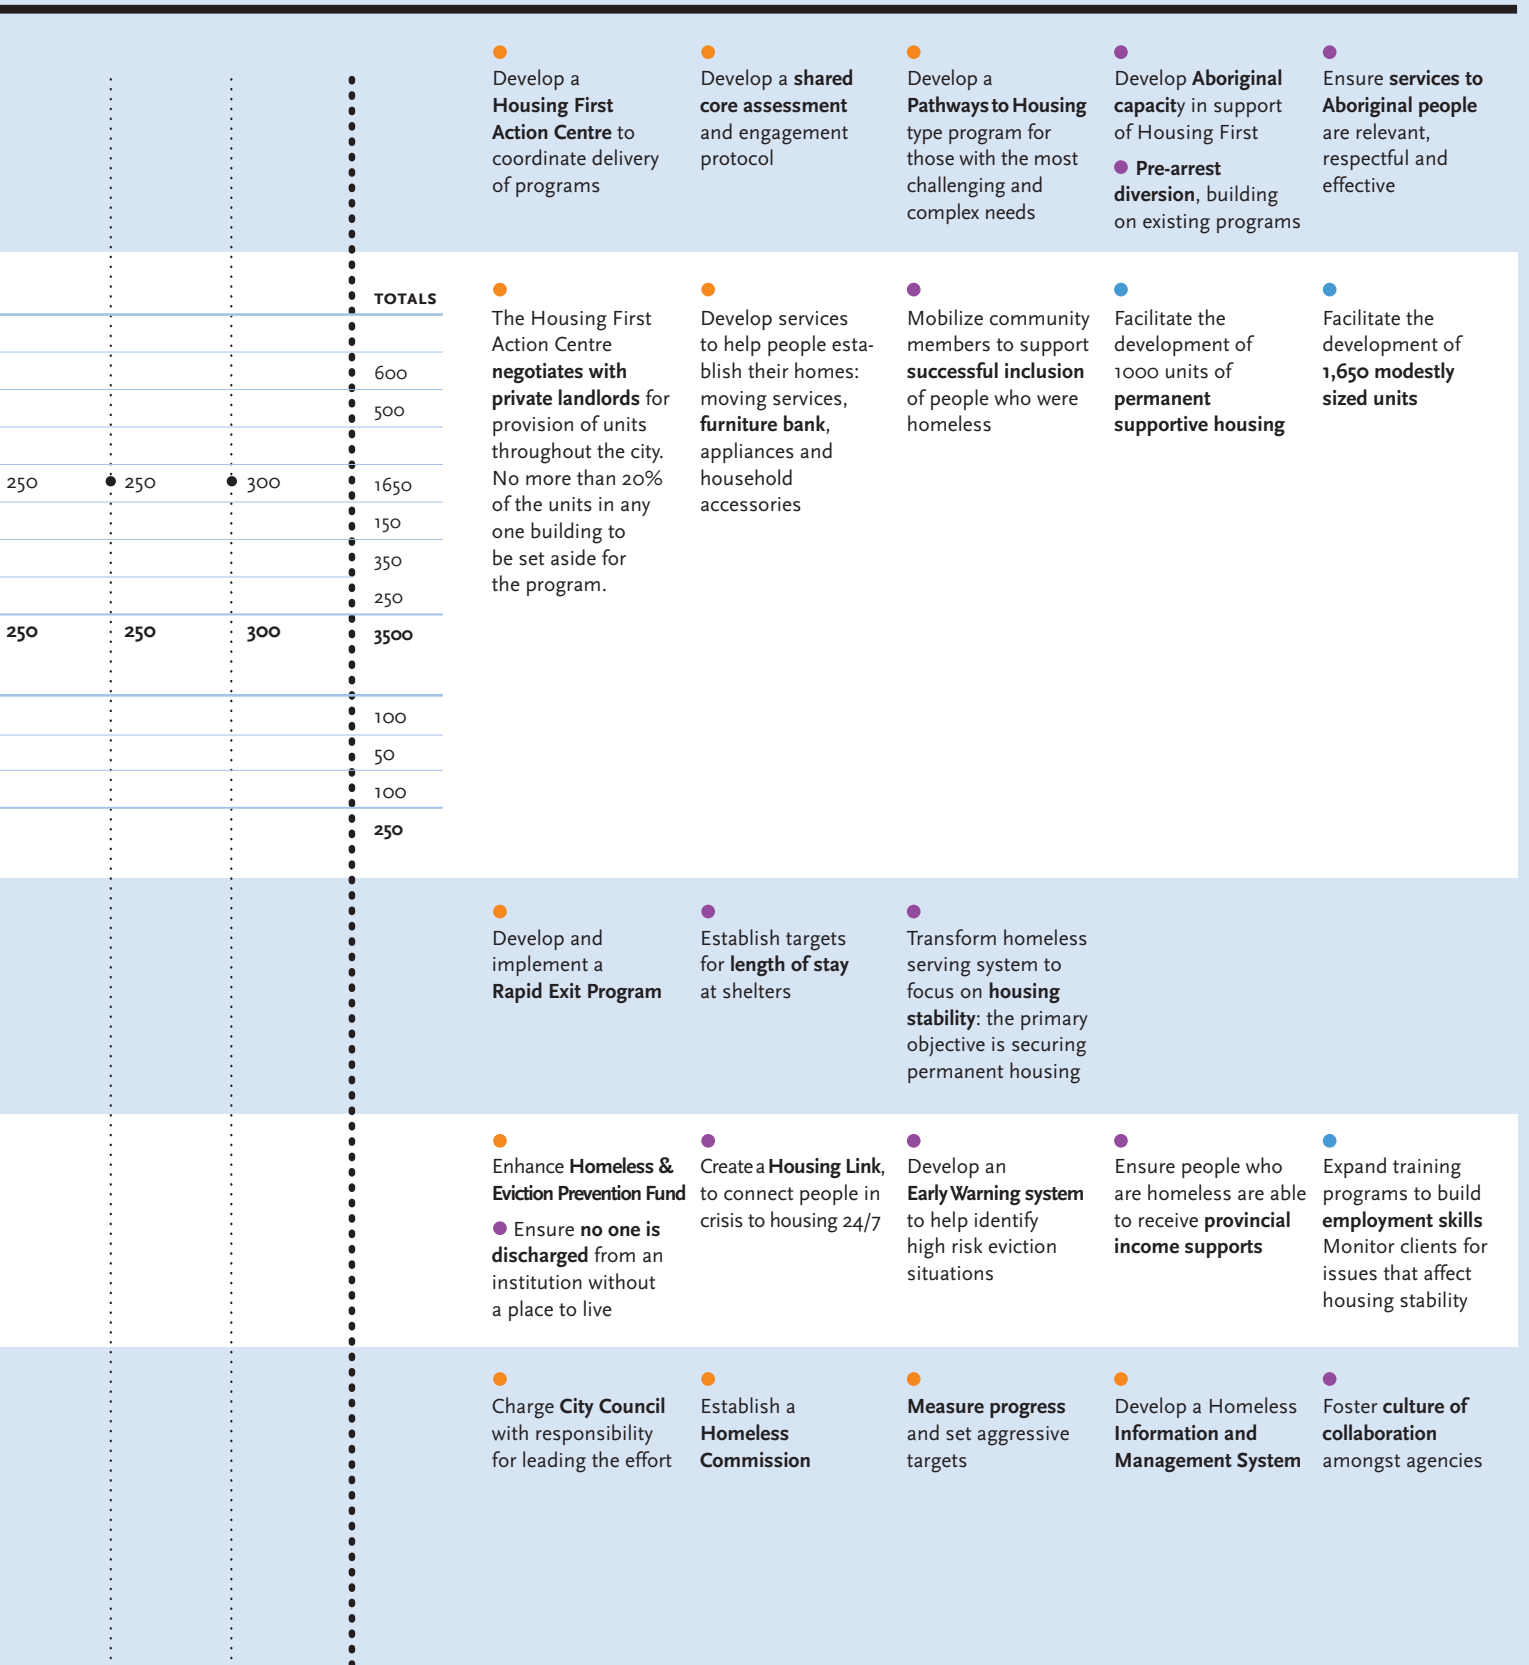 Develop a
Housing First
Action Centre to
coordinate delivery
of programs
Develop a shared
core assessment
and engagement
protocol
Develop a
Pathways to Housing
type program for
those with the most
challenging and
complex needs
Develop Aboriginal
capacity in support
of Housing First
Pre-arrest
diversion, building
on existing programs
Ensure services to
Aboriginal people
are relevant,
respectful and
effective
TOTALS
600
500
250 250 300 1650
150
350
250
250 250 300 3500
100
50
100
250
The Housing First
Action Centre
negotiates with
private landlords for
provision of units
throughout the city.
No more than 20%
of the units in any
one building to
be set aside for
the program.
Develop services
to help people esta-
blish their homes:
moving services,
furniture bank,
appliances and
household
accessories
Mobilize community
members to support
successful inclusion
of people who were
homeless
Facilitate the
development of
1000 units of
permanent
supportive housing
Facilitate the
development of
1,650 modestly
sized units
Develop and
implement a
Rapid Exit Program
Establish targets
for length of stay
at shelters
Transform homeless
serving system to
focus on housing
stability: the primary
objective is securing
permanent housing
Enhance Homeless &
Eviction Prevention Fund
Ensure no one is
discharged from an
institution without
a place to live
Create a Housing Link,
to connect people in
crisis to housing 24/7
Develop an
Early Warning system
to help identify
high risk eviction
situations
Ensure people who
are homeless are able
to receive provincial
income supports
Expand training
programs to build
employment skills
Monitor clients for
issues that affect
housing stability
Charge City Council
with responsibility
for leading the effort
Establish a
Homeless
Commission
Measure progress
and set aggressive
targets
Develop a Homeless
Information and
Management System
Foster culture of
collaboration
amongst agencies